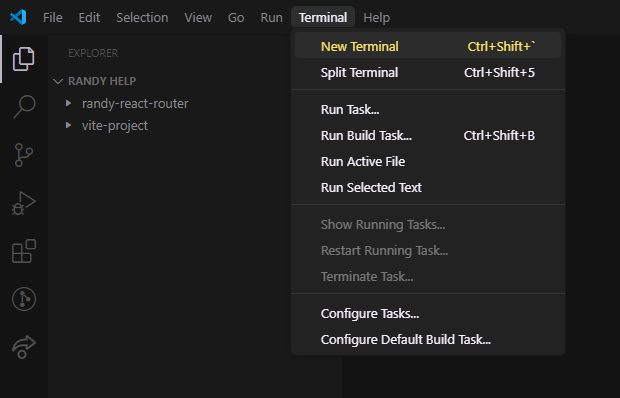 File Edit Selection View Go Run Terminal Help
EXPLORER
RANDY HELP
randy-react-router
vite-project
New Terminal Ctrl+Shift+`
Split Terminal Ctrl+Shift+5
Run Task...
Run Build Task... Ctrl+Shift+B
Run Active File
Run Selected Text
Show Running Tasks...
Restart Running Task...
Terminate Task...
Configure Tasks...
Configure Default Build Task...